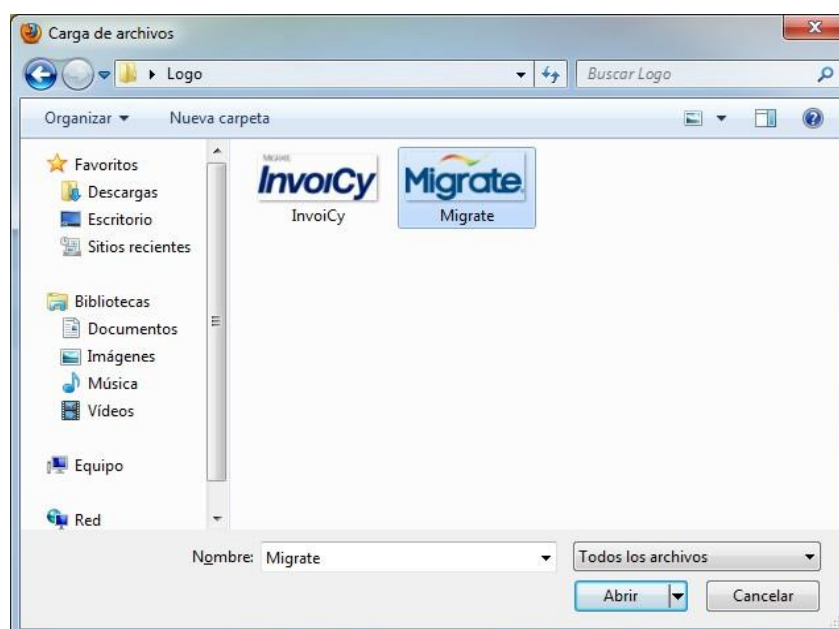 Carga de archivos
Logo
Buscar Logo
Organizar
Nueva carpeta
Favoritos
Descargas
Escritorio
Sitios recientes
Bibliotecas
Documentos
Imágenes
Música
Vídeos
Equipo
Red
InvoiCy
InvoiCy
Migrate
Migrate
Nombre: Migrate
Todos los archivos
Abrir
Cancelar